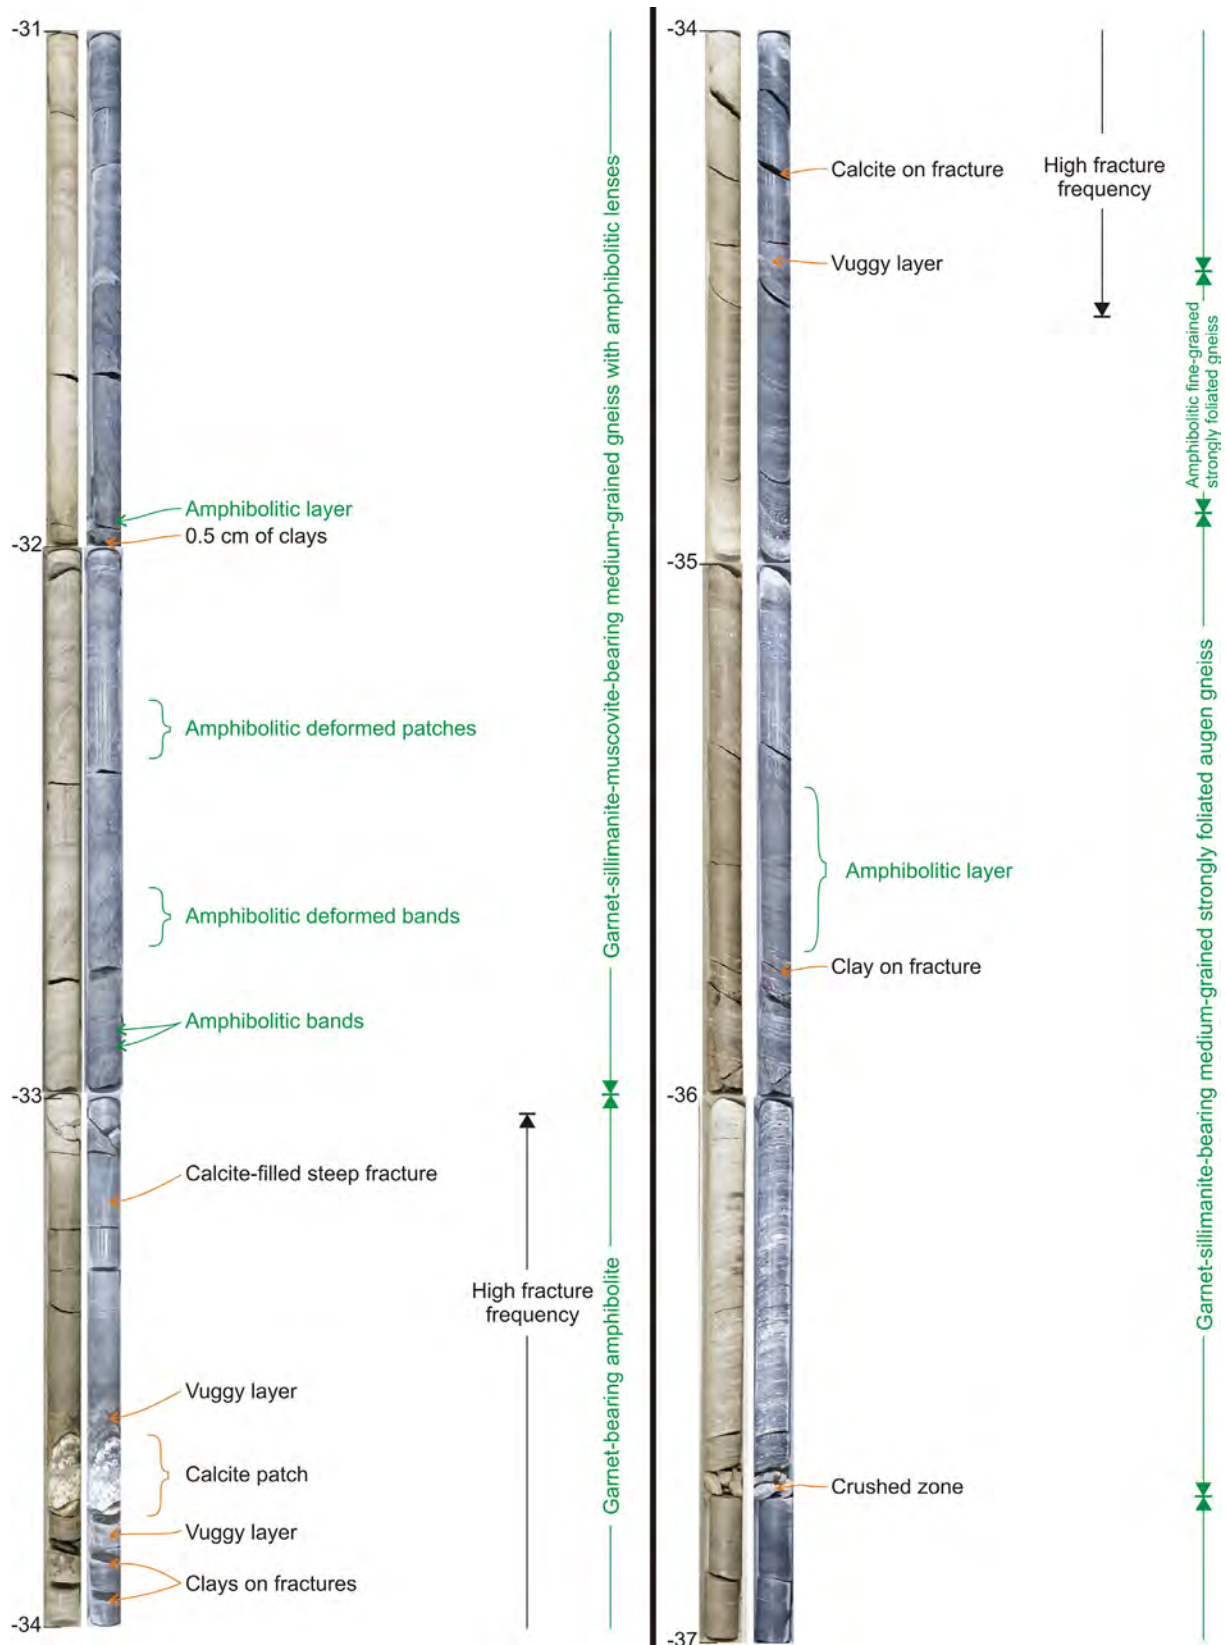 -31
Amphibolitic layer
0.5 cm of clays
-32
Amphibolitic deformed patches
Amphibolitic deformed bands
Amphibolitic bands
-33
Calcite-filled steep fracture
High fracture
frequency
Vuggy layer
Calcite patch
Vuggy layer
Clays on fractures
-34
Garnet-sillimanite-muscovite-bearing medium-grained gneiss with amphibolitic lenses
Garnet-bearing amphibolite
-34
Calcite on fracture
High fracture
frequency
Vuggy layer
-35
Amphibolitic layer
Clay on fracture
-36
Crushed zone
-37
Amphibolitic fine-grained
strongly foliated gneiss
Garnet-sillimanite-bearing medium-grained strongly foliated augen gneiss